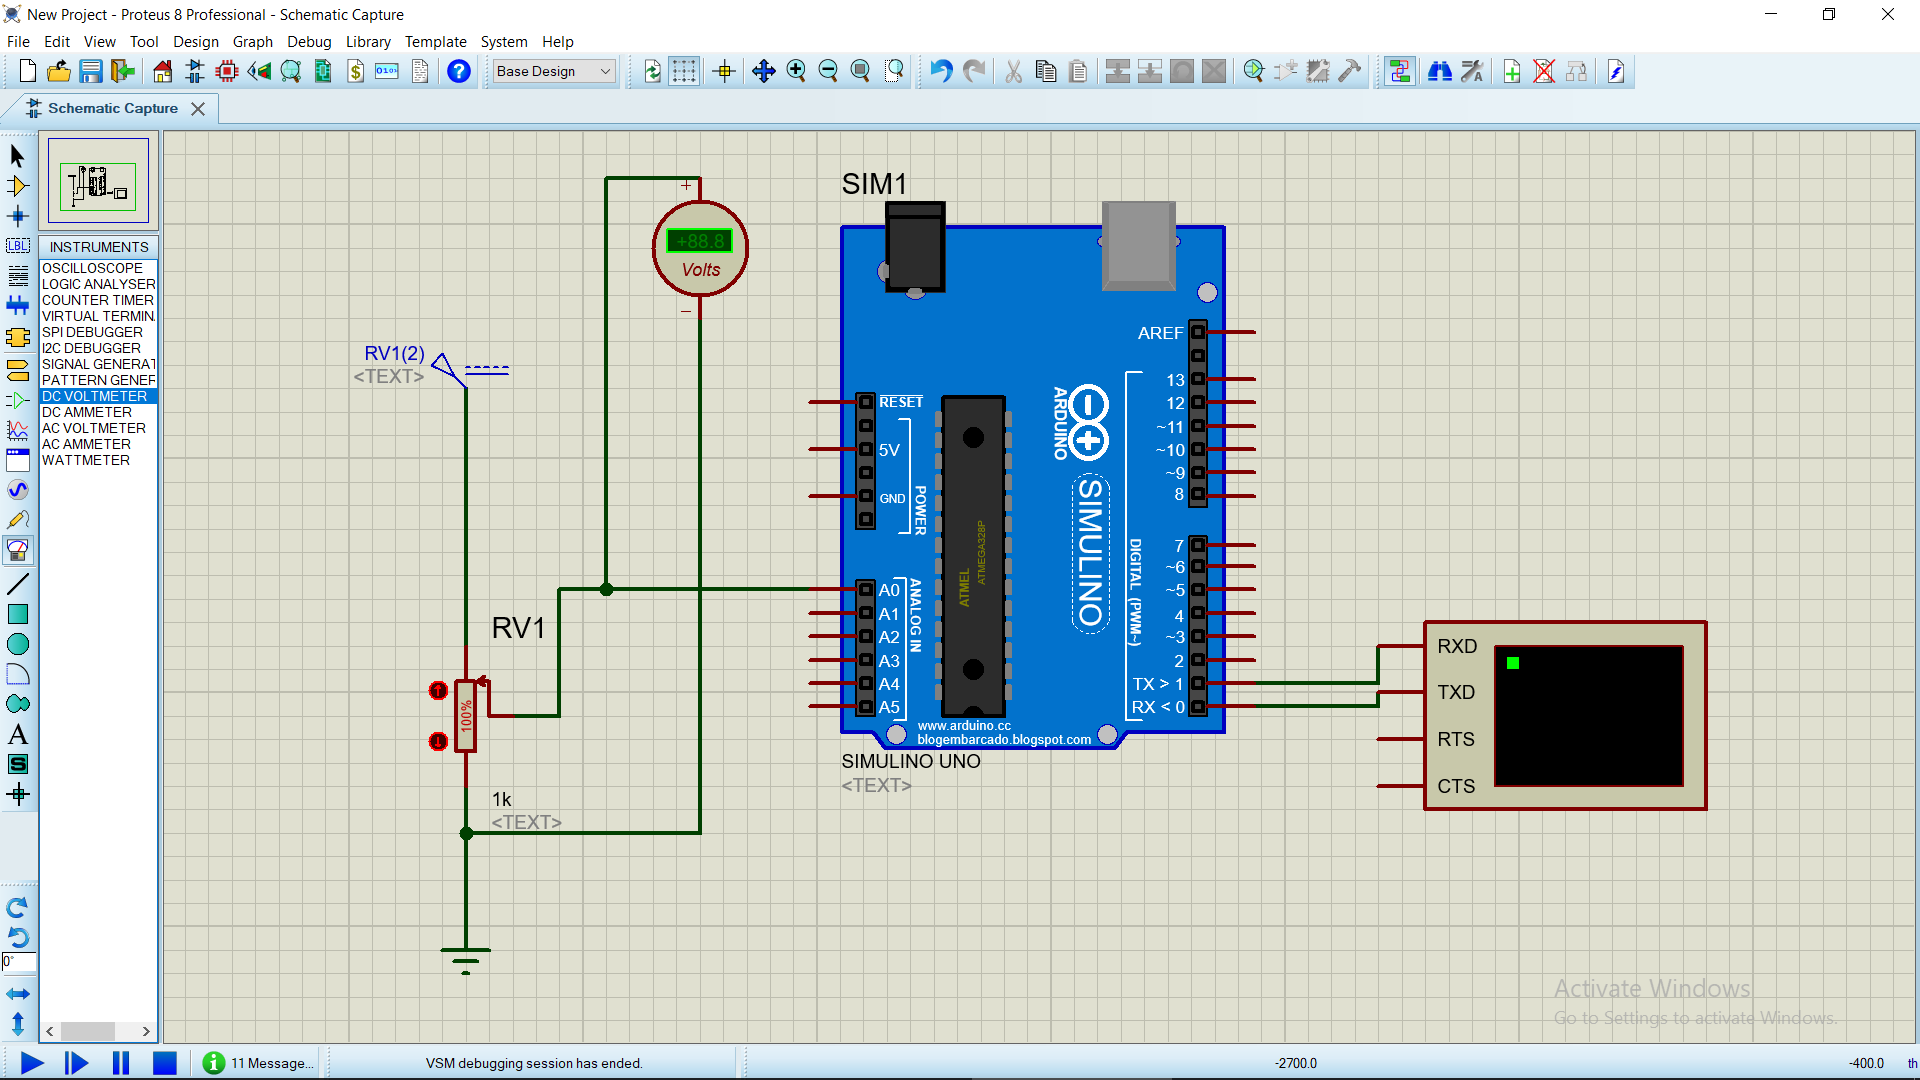 New Project - Proteus 8 Professional - Schematic Capture
File Edit View Tool Design Graph Debug Library Template System Help
Base Design
Schematic Capture
INSTRUMENTS
OSCILLOSCOPE
LOGIC ANALYSER
COUNTER TIMER
VIRTUAL TERMIN
SPI DEBUGGER
I2C DEBUGGER
SIGNAL GENERAT
PATTERN GENER
DC VOLTMETER
DC AMMETER
AC VOLTMETER
AC AMMETER
WATTMETER
LBL
A
S
0°
+
+88.8
Volts
−
RV1(2)
<TEXT>
RV1
100%
1k
<TEXT>
SIM1
AREF
13
12
~11
~10
~9
8
7
~6
~5
4
~3
2
TX > 1
RX < 0
RESET
5V
GND
POWER
A0
A1
A2
A3
A4
A5
ANALOG IN
ATMEL
ATMEGA328P
ARDUINO
SIMULINO
DIGITAL (PWM~)
www.arduino.cc
blogembarcado.blogspot.com
SIMULINO UNO
<TEXT>
RXD
TXD
RTS
CTS
Activate Windows
Go to Settings to activate Windows.
11 Message...
VSM debugging session has ended.
-2700.0
-400.0
th